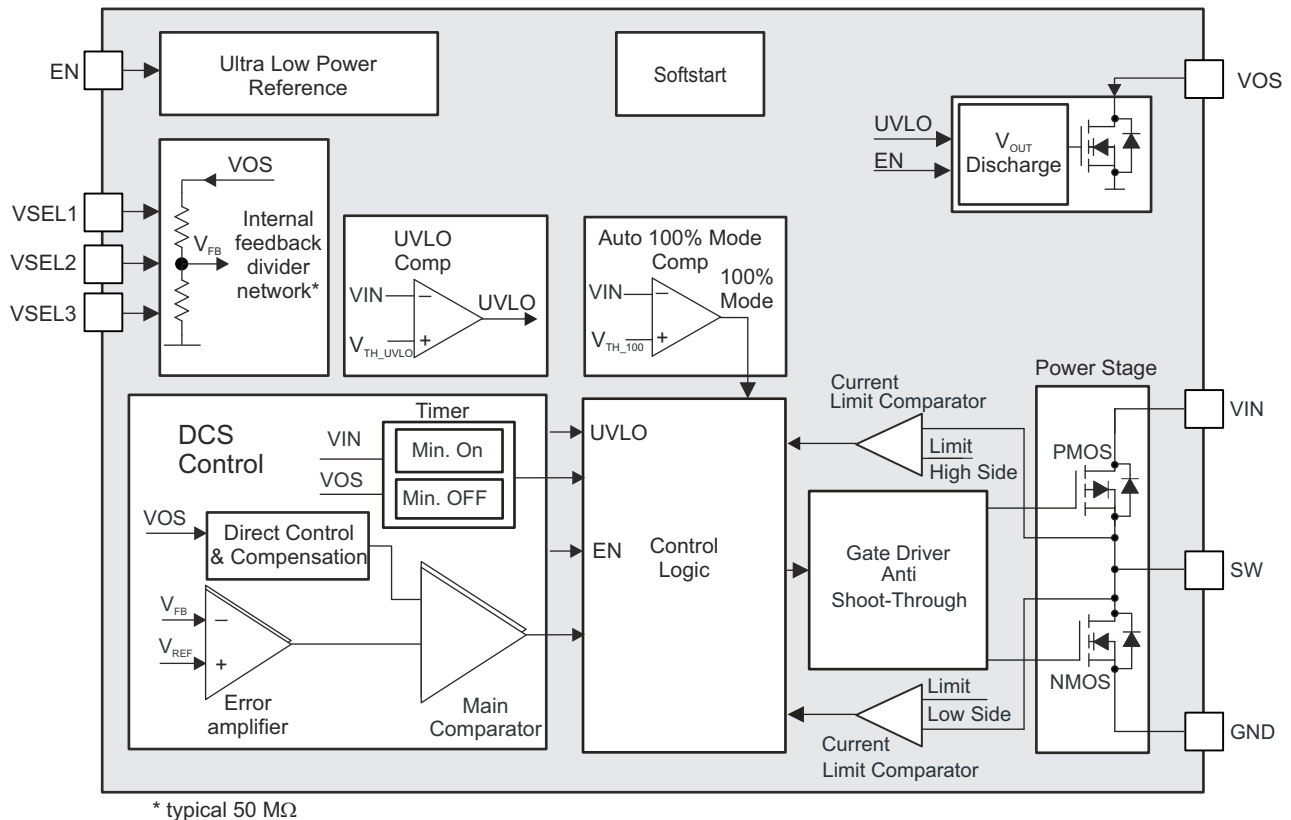 EN
Ultra Low Power
Reference
Softstart
VOS
UVLO
EN
V_OUT
Discharge
VSEL1
VSEL2
VSEL3
VOS
V_FB
Internal
feedback
divider
network*
UVLO
Comp
VIN
−
UVLO
V_TH_UVLO
+
Auto 100% Mode
Comp
100%
Mode
VIN
−
V_TH_100
+
DCS
Control
Timer
VIN
Min. On
VOS
Min. OFF
VOS
Direct Control
& Compensation
V_FB
−
V_REF
+
Error
amplifier
Main
Comparator
UVLO
EN
Control
Logic
Current
Limit Comparator
Limit
High Side
Gate Driver
Anti
Shoot-Through
Limit
Low Side
Current
Limit Comparator
Power Stage
PMOS
NMOS
VIN
SW
GND
* typical 50 MΩ